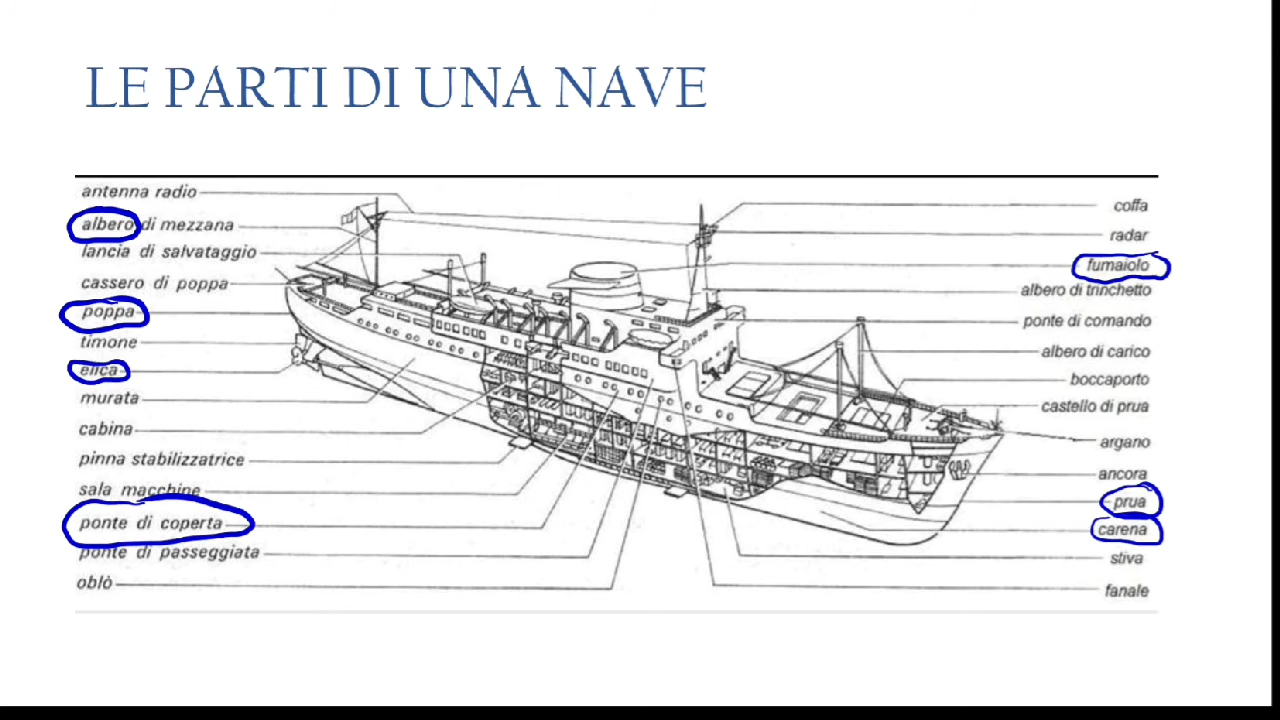 LE PARTI DI UNA NAVE
antenna radio
albero di mezzana
lancia di salvataggio
cassero di poppa
poppa
timone
elica
murata
cabina
pinna stabilizzatrice
sala macchine
ponte di coperta
ponte di passeggiata
oblò
coffa
radar
fumaiolo
albero di trinchetto
ponte di comando
albero di carico
boccaporto
castello di prua
argano
ancora
prua
carena
stiva
fanale